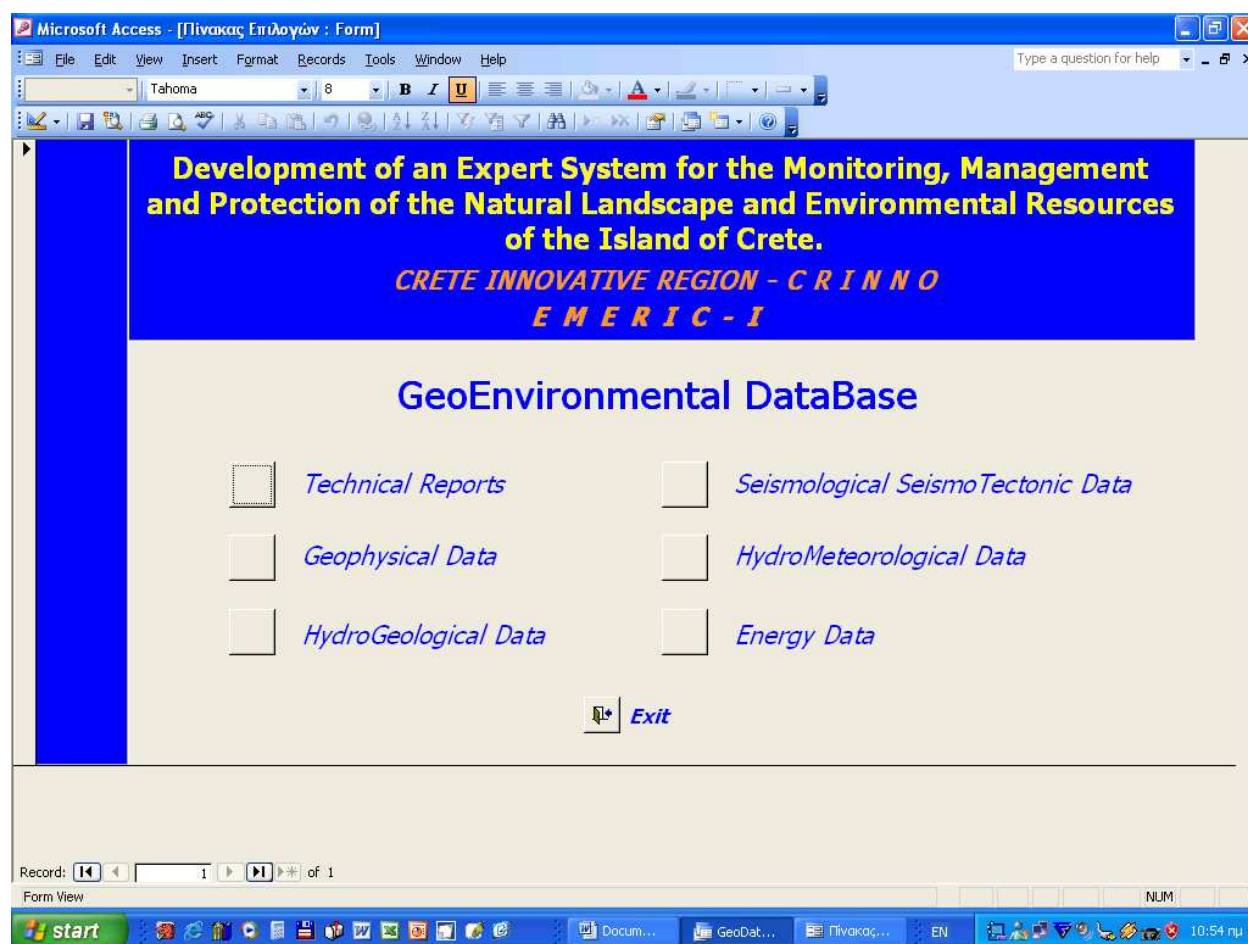 Microsoft Access - [Πίνακας Επιλογών : Form]
File Edit View Insert Format Records Tools Window Help
Type a question for help
Tahoma 8 B I U A
Development of an Expert System for the Monitoring, Management
and Protection of the Natural Landscape and Environmental Resources
of the Island of Crete.
CRETE INNOVATIVE REGION - C R I N N O
E M E R I C - I
GeoEnvironmental DataBase
Technical Reports
Seismological SeismoTectonic Data
Geophysical Data
HydroMeteorological Data
HydroGeological Data
Energy Data
Exit
Record: 1 of 1
Form View
NUM
start Docum... GeoDat... Πίνακας... EN 10:54 πμ